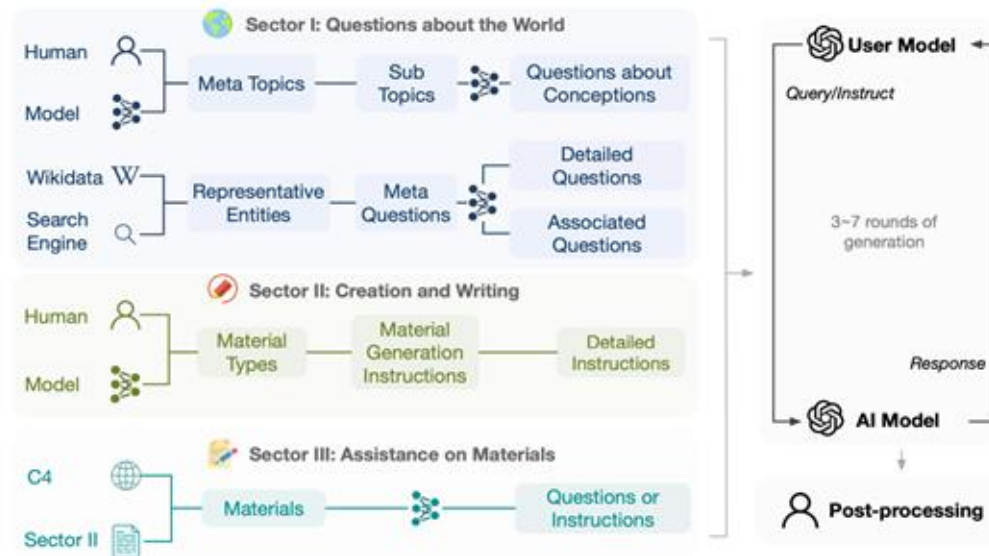 Sector I: Questions about the World
Human
Model
Meta Topics
Sub
Topics
Questions about
Conceptions
Wikidata
W
Search
Engine
Representative
Entities
Meta
Questions
Detailed
Questions
Associated
Questions
Sector II: Creation and Writing
Human
Model
Material
Types
Material
Generation
Instructions
Detailed
Instructions
Sector III: Assistance on Materials
C4
Sector II
Materials
Questions or
Instructions
User Model
Query/Instruct
3~7 rounds of
generation
Response
AI Model
Post-processing